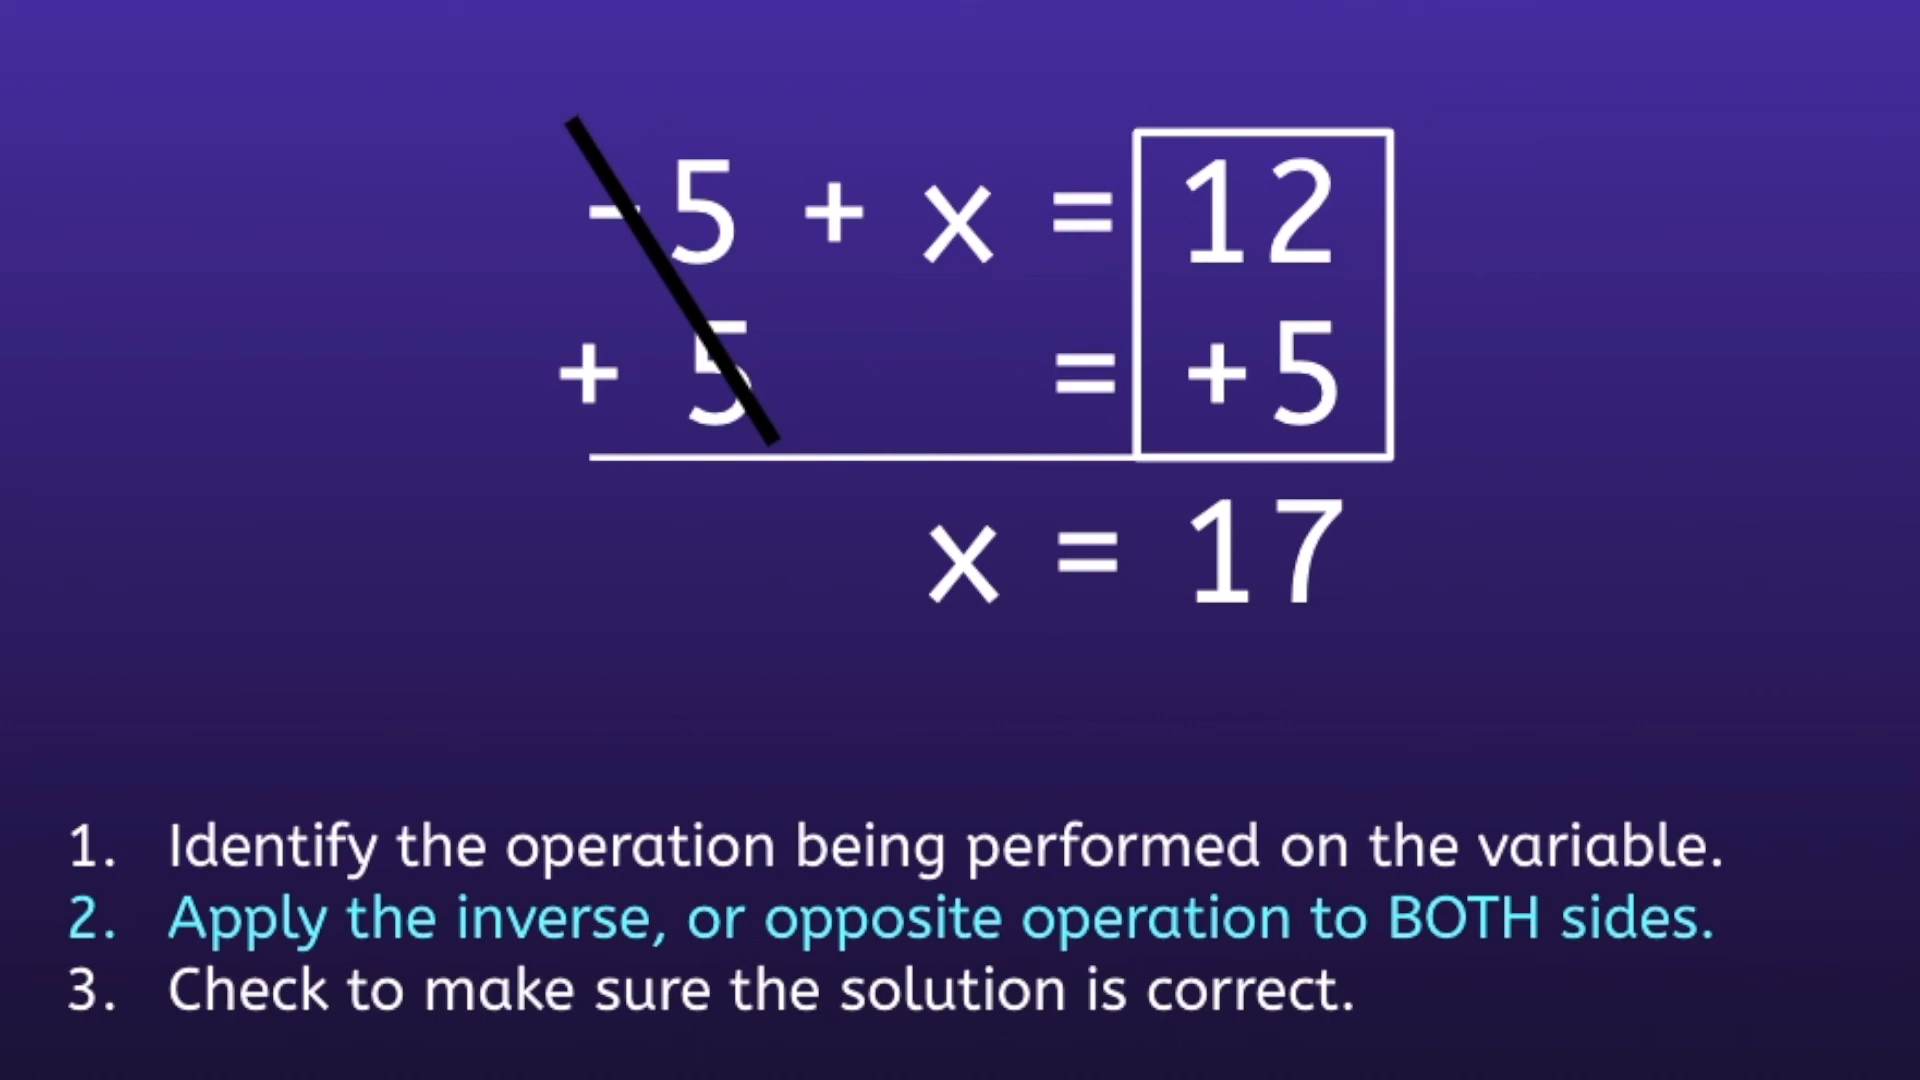 - 5 + x = 12
+ 5 = +5
x = 17
1. Identify the operation being performed on the variable.
2. Apply the inverse, or opposite operation to BOTH sides.
3. Check to make sure the solution is correct.